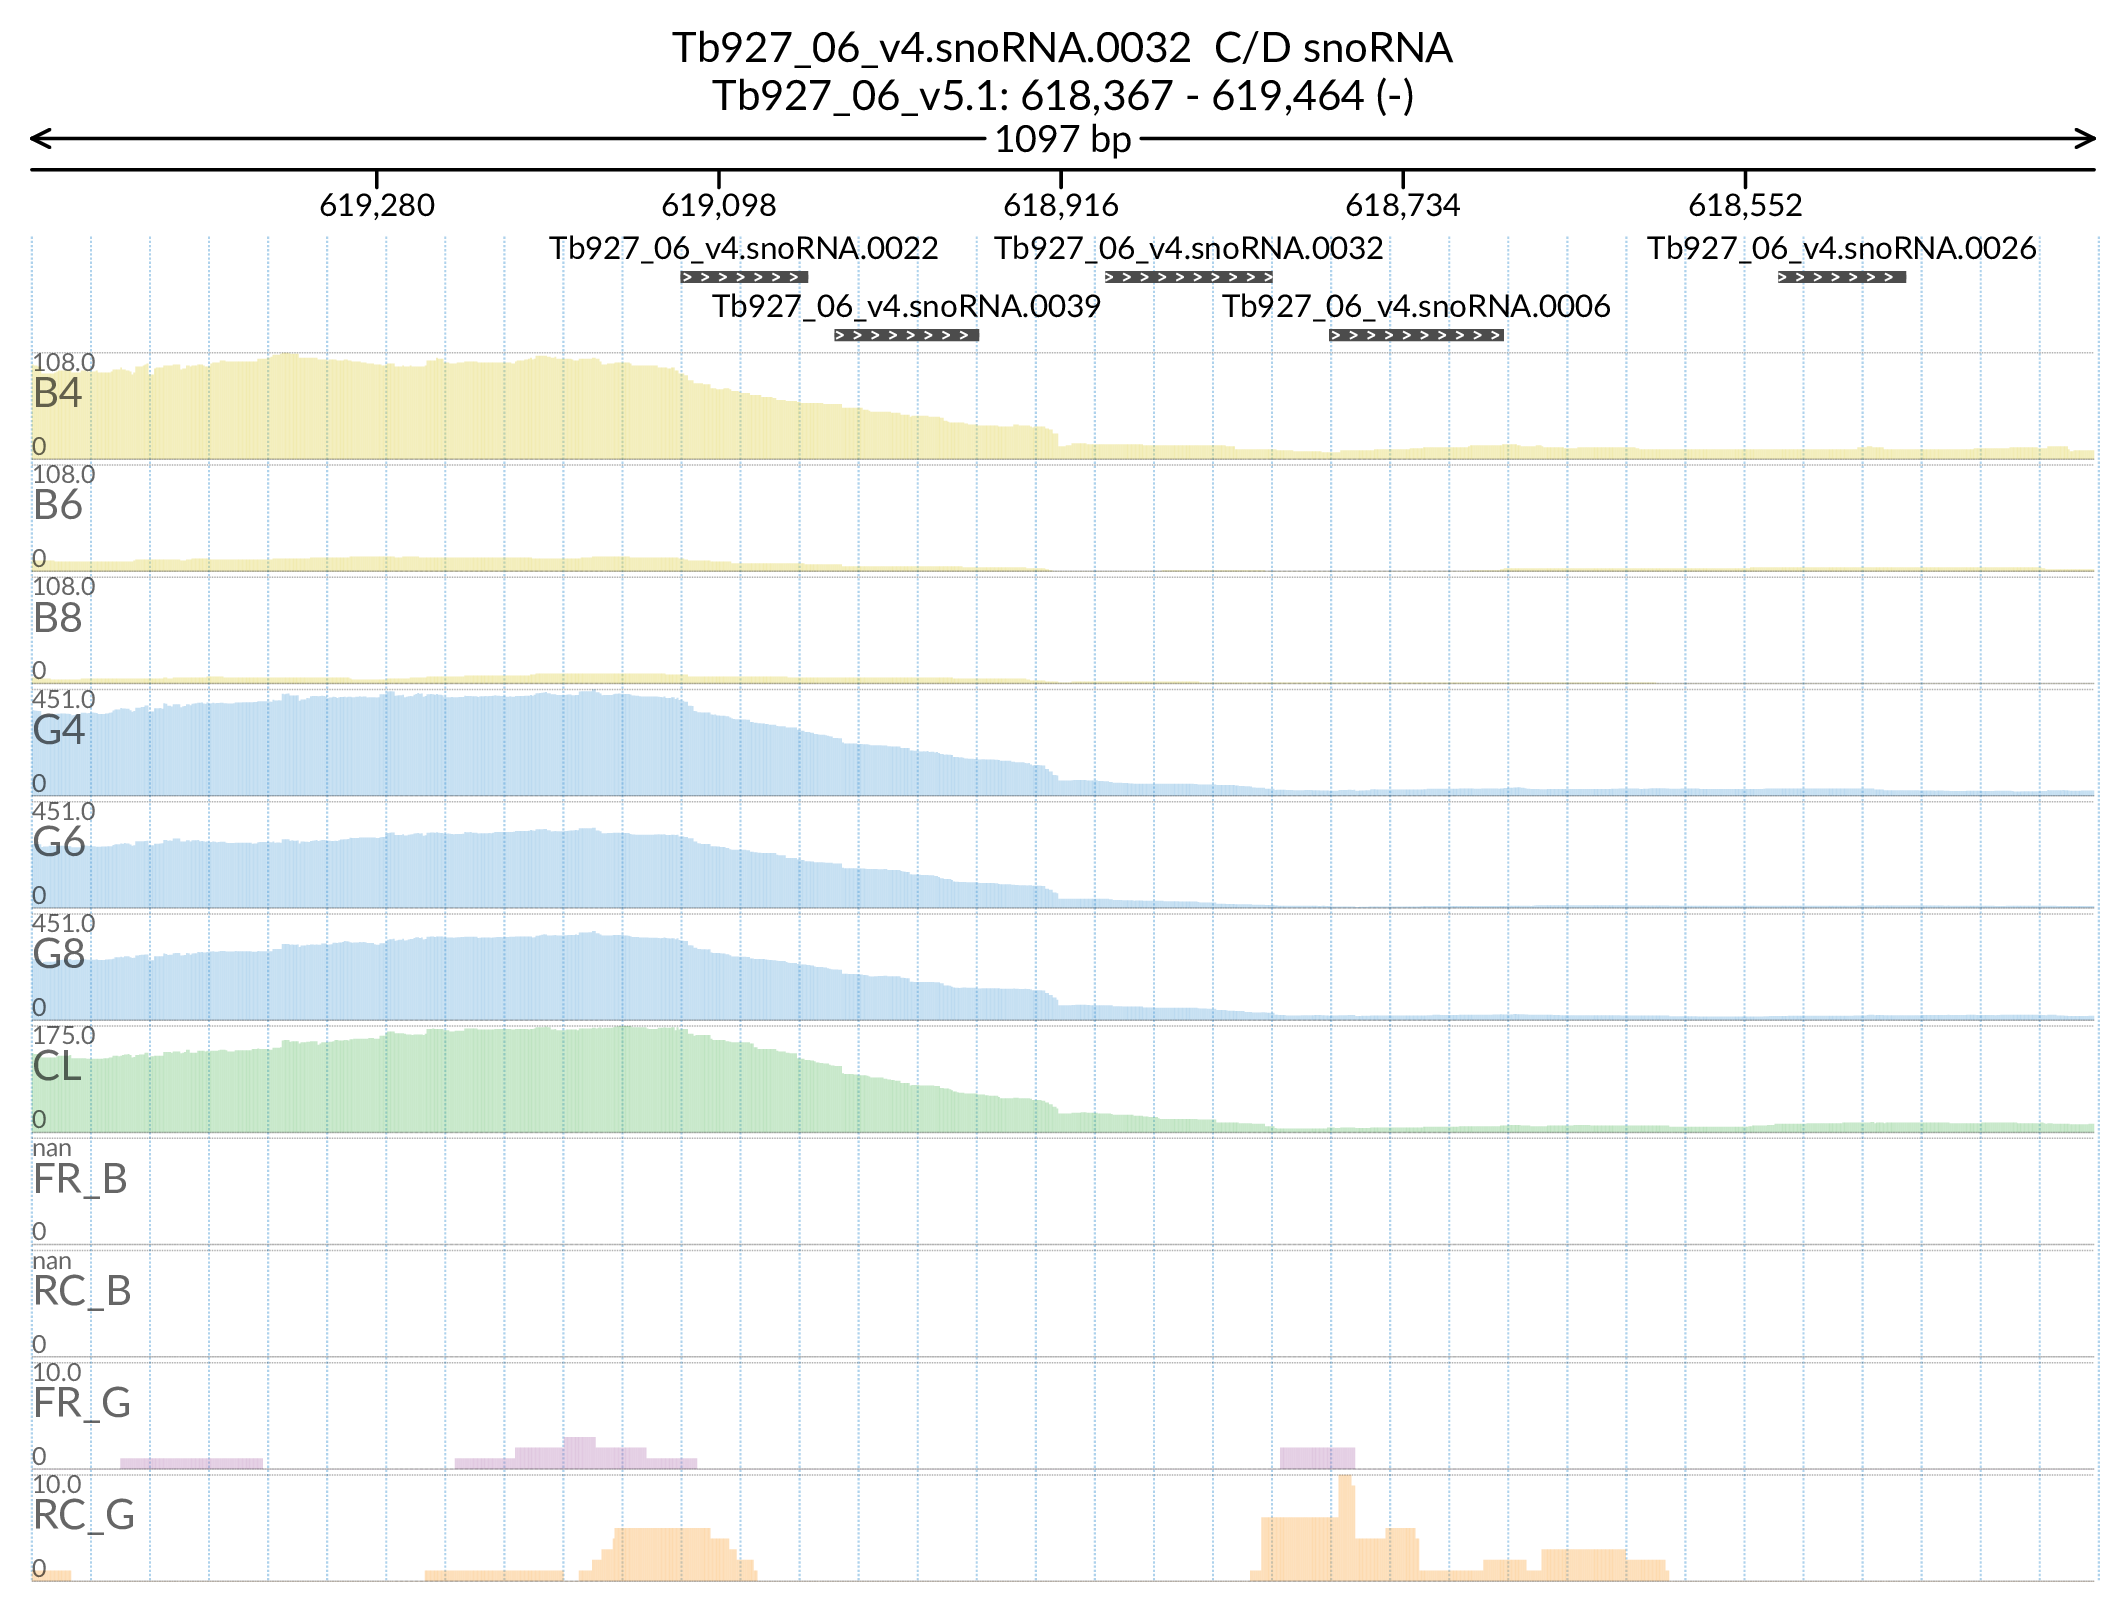 Tb927_06_v4.snoRNA.0032 C/D snoRNA
Tb927_06_v5.1: 618,367 - 619,464 (-)
1097 bp
619,280 619,098 618,916 618,734 618,552
Tb927_06_v4.snoRNA.0022 Tb927_06_v4.snoRNA.0032 Tb927_06_v4.snoRNA.0026
Tb927_06_v4.snoRNA.0039 Tb927_06_v4.snoRNA.0006
108.0
B4
0
108.0
B6
0
108.0
B8
0
451.0
G4
0
451.0
G6
0
451.0
G8
0
175.0
CL
0
nan
FR_B
0
nan
RC_B
0
10.0
FR_G
0
10.0
RC_G
0